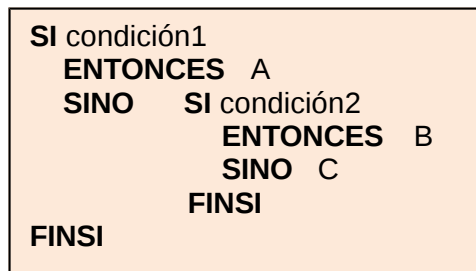 SI condición1
ENTONCES A
SINO SI condición2
ENTONCES B
SINO C
FINSI
FINSI